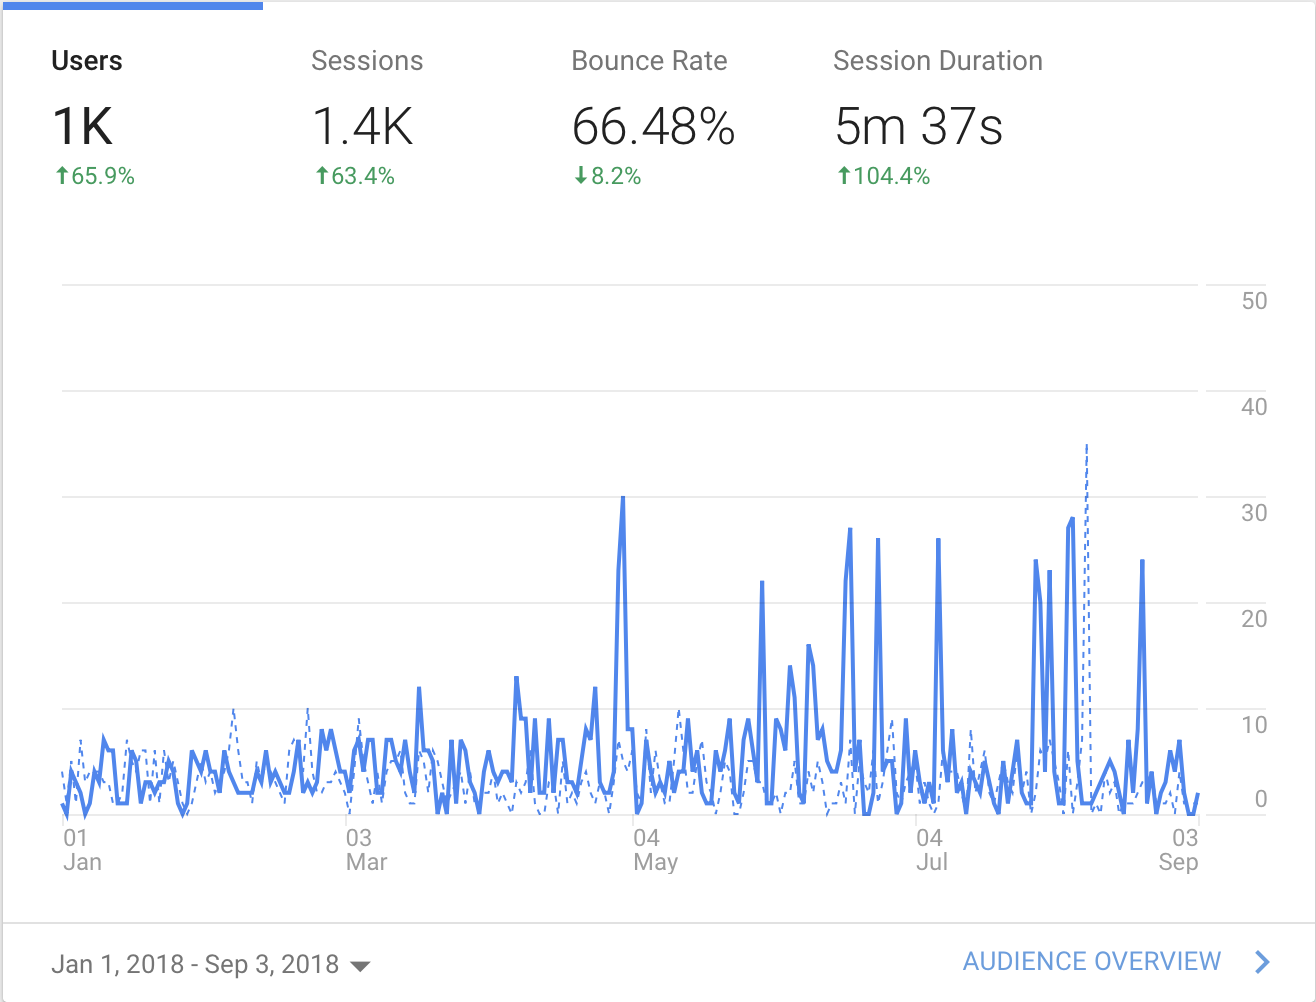 Users Sessions Bounce Rate Session Duration
1K 1.4K 66.48% 5m 37s
↑65.9% ↑63.4% ↓8.2% ↑104.4%
50
40
30
20
10
0
01 03 04 04 03
Jan Mar May Jul Sep
Jan 1, 2018 - Sep 3, 2018 AUDIENCE OVERVIEW